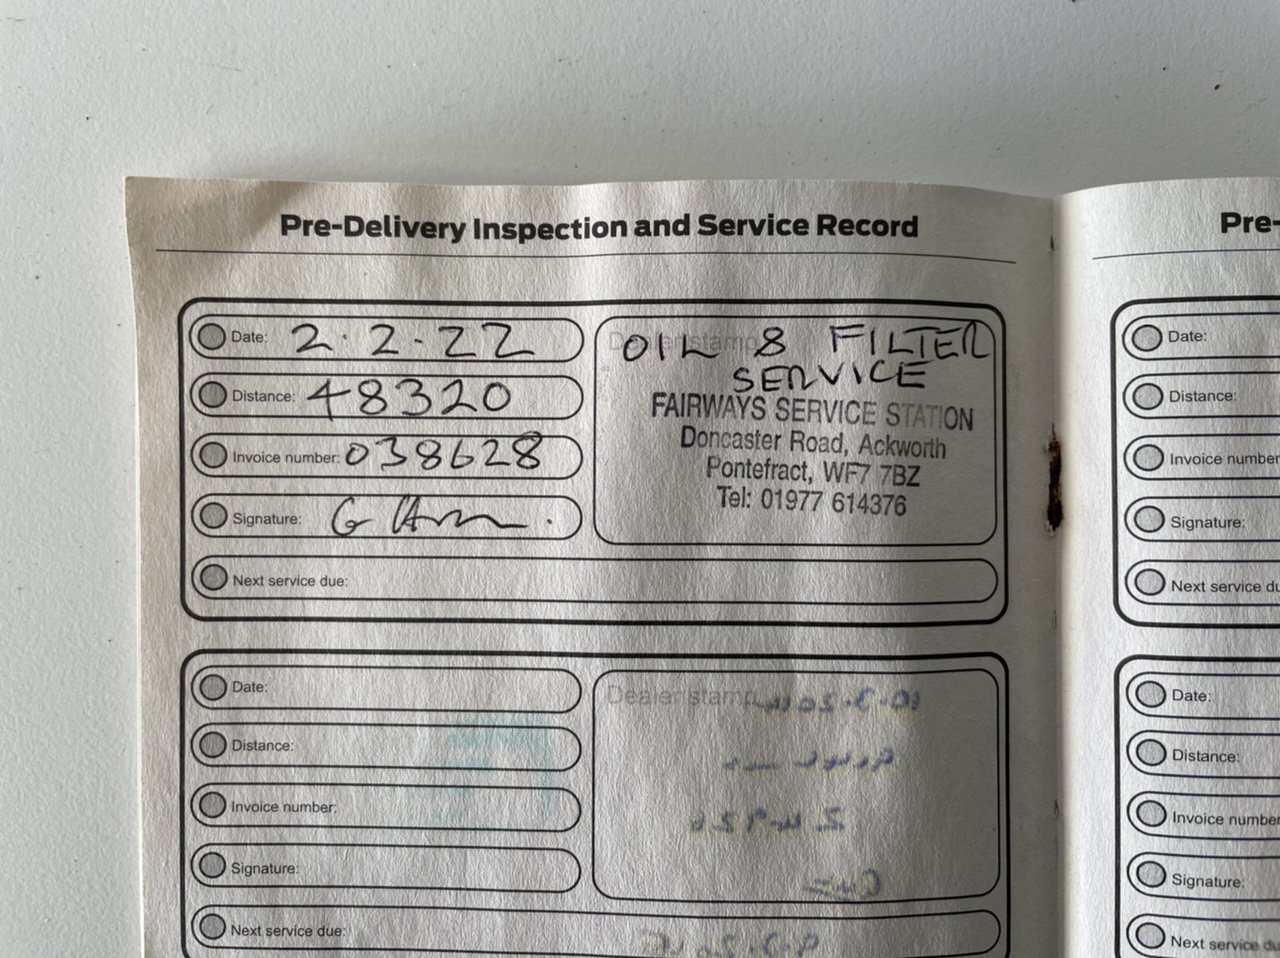 Pre-Delivery Inspection and Service Record
Date: 2.2.22
Distance: 48320
Invoice number: 038628
Signature:
Next service due:
Dealer stamp
OIL & FILTER
SERVICE
FAIRWAYS SERVICE STATION
Doncaster Road, Ackworth
Pontefract, WF7 7BZ
Tel: 01977 614376
Date:
Distance:
Invoice number:
Signature:
Next service due:
Dealer stamp
Pre-
Date:
Distance:
Invoice number
Signature:
Next service du
Date:
Distance:
Invoice number
Signature:
Next service du